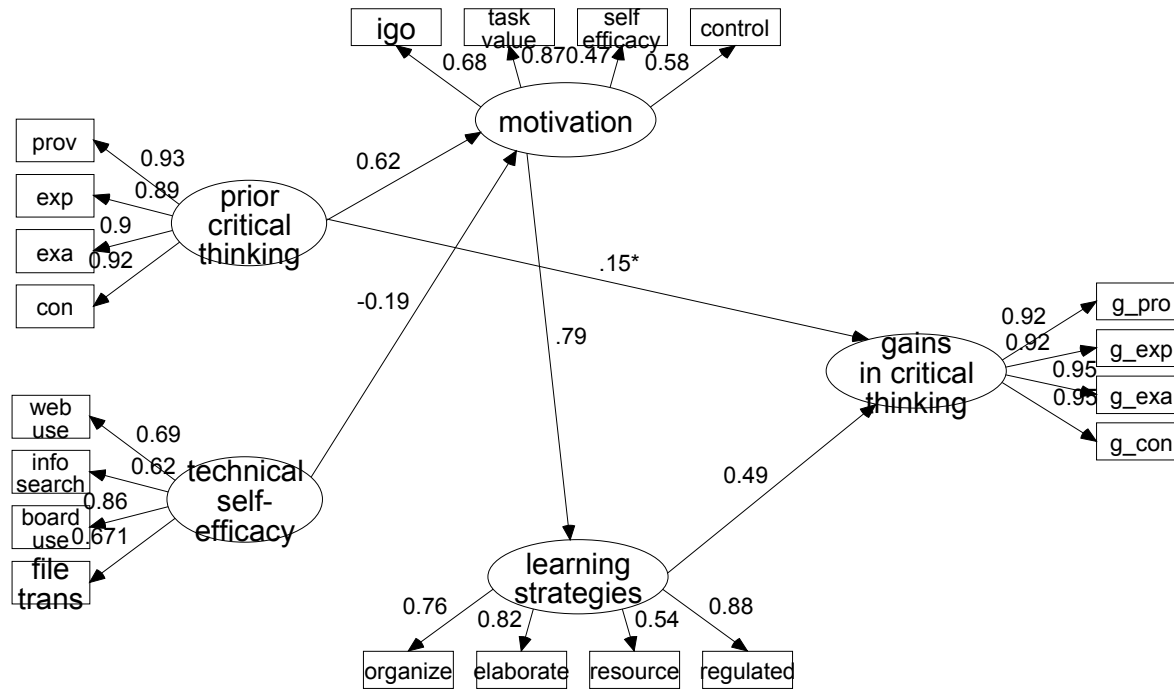 igo
task
value
self
efficacy
control
0.68
0.87
0.47
0.58
motivation
prov
exp
exa
con
0.93
0.89
0.9
0.92
prior
critical
thinking
0.62
.15*
-0.19
.79
gains
in critical
thinking
0.92
0.92
0.95
0.95
g_pro
g_exp
g_exa
g_con
web
use
info
search
board
use
file
trans
0.69
0.62
0.86
0.671
technical
self-
efficacy
0.49
learning
strategies
0.76
0.82
0.54
0.88
organize
elaborate
resource
regulated